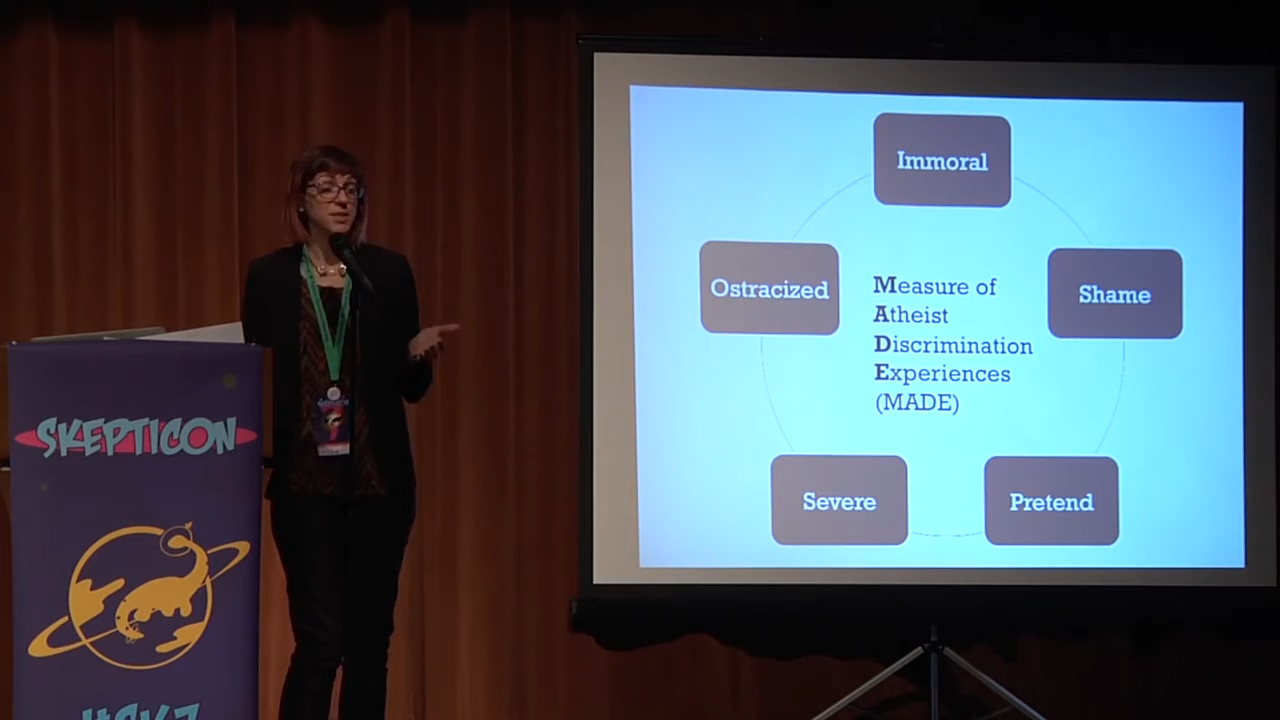 SKEPTICON
Immoral
Ostracized
Shame
Measure of
Atheist
Discrimination
Experiences
(MADE)
Severe
Pretend